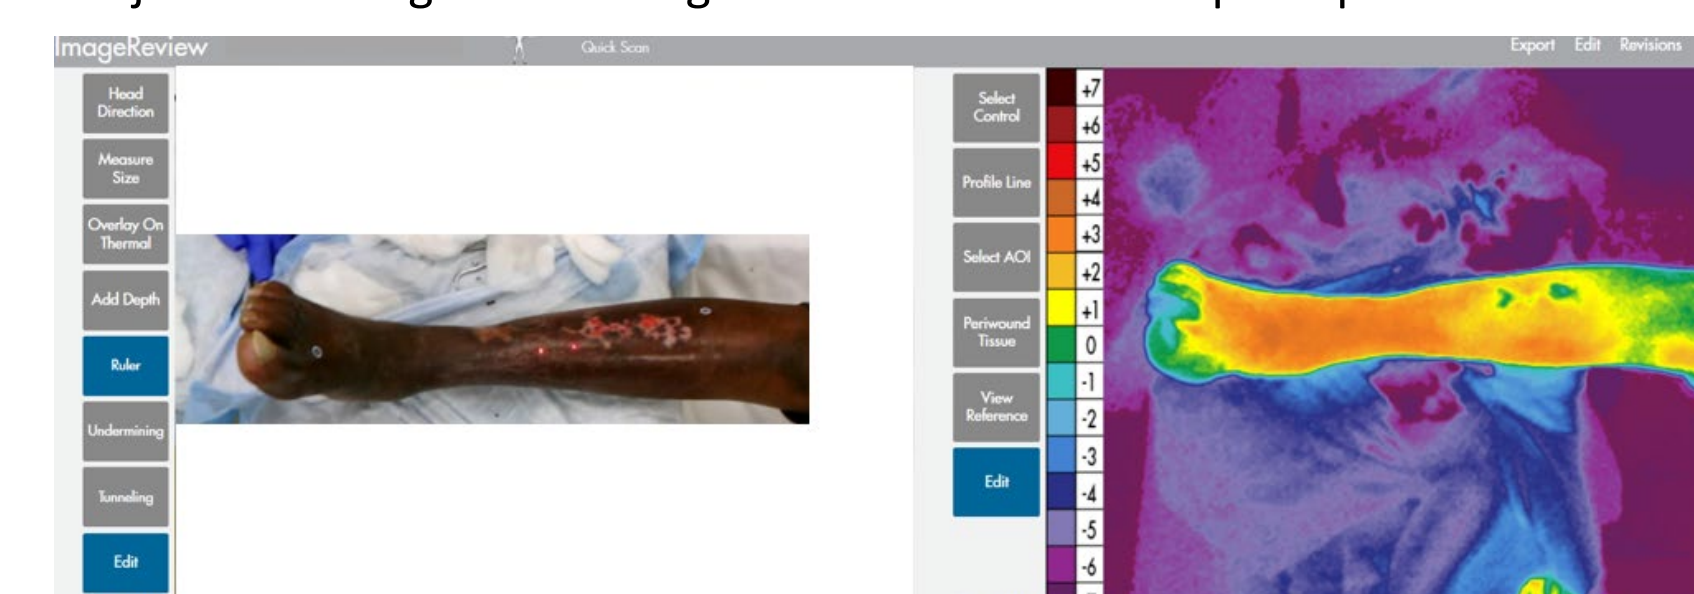 ImageReview
Quick Scan
Export Edit Revisions
Head
Direction
Measure
Size
Overlay On
Thermal
Add Depth
Ruler
Undermining
Tunneling
Edit
Select
Control
Profile Line
Select AOI
Periwound
Tissue
View
Reference
Edit
+7
+6
+5
+4
+3
+2
+1
0
-1
-2
-3
-4
-5
-6